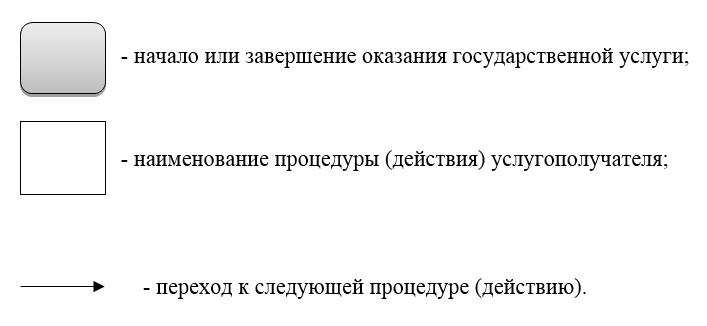 - начало или завершение оказания государственной услуги;
- наименование процедуры (действия) услугополучателя;
- переход к следующей процедуре (действию).